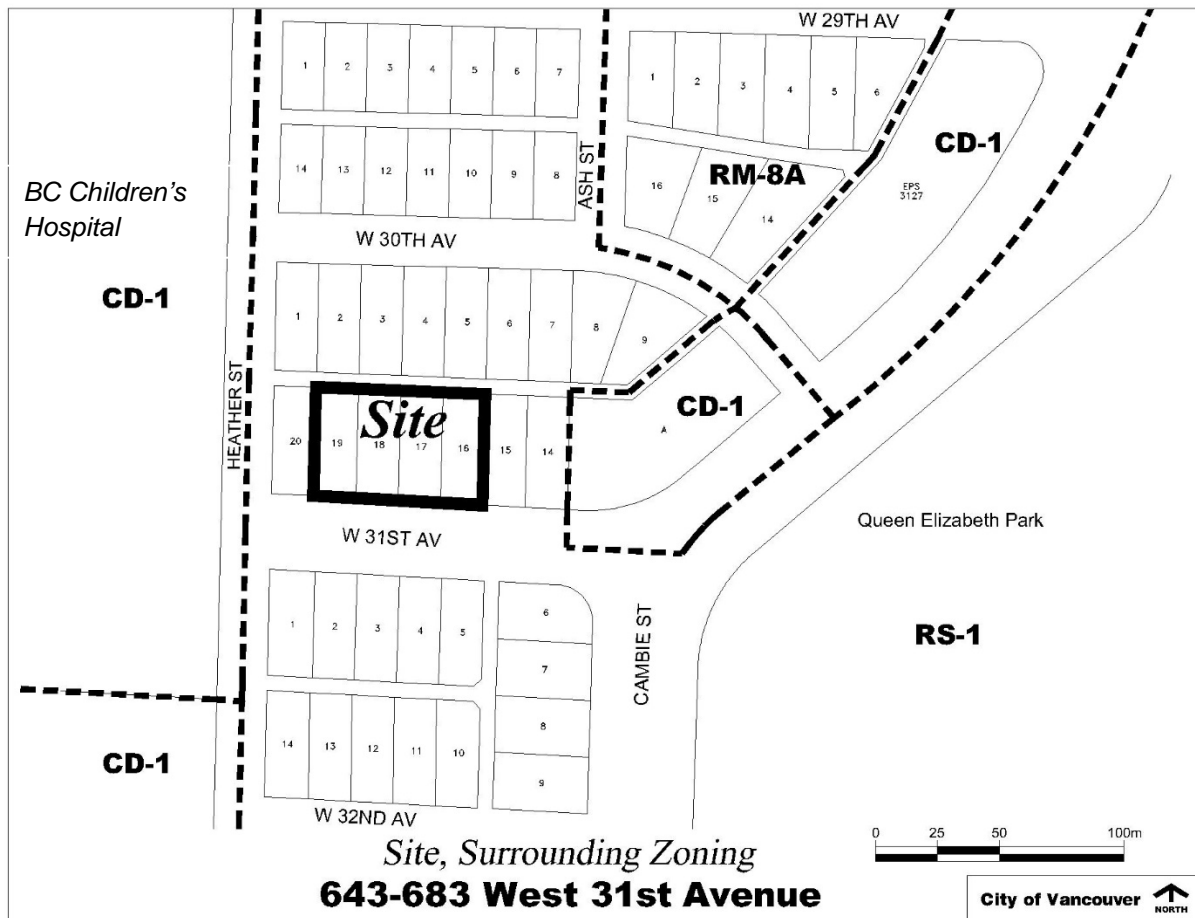 W 29TH AV
1 2 3 4 5 6 7
1 2 3 4 5 6
CD-1
14 13 12 11 10 9 8
ASH ST
16 15 14
RM-8A
EPS
3127
BC Children's
Hospital
W 30TH AV
CD-1
1 2 3 4 5 6 7 8 9
HEATHER ST
CD-1
A
Site
20 19 18 17 16 15 14
W 31ST AV
Queen Elizabeth Park
1 2 3 4 5
6
7
8
9
CAMBIE ST
RS-1
CD-1
14 13 12 11 10
W 32ND AV
0 25 50 100m
Site, Surrounding Zoning
643-683 West 31st Avenue
City of Vancouver
NORTH